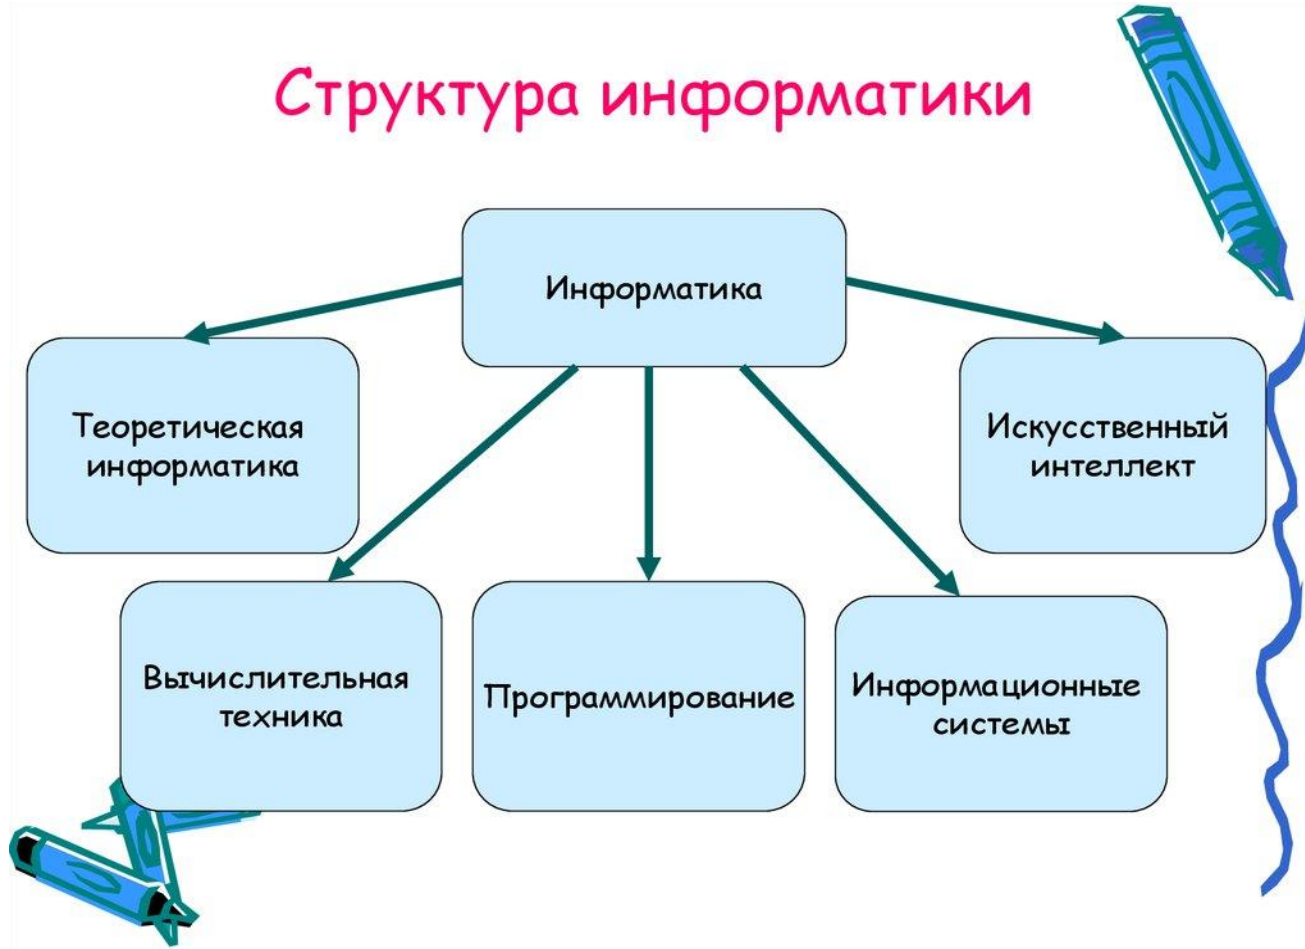 Структура информатики
Информатика
Теоретическая
информатика
Искусственный
интеллект
Вычислительная
техника
Программирование
Информационные
системы